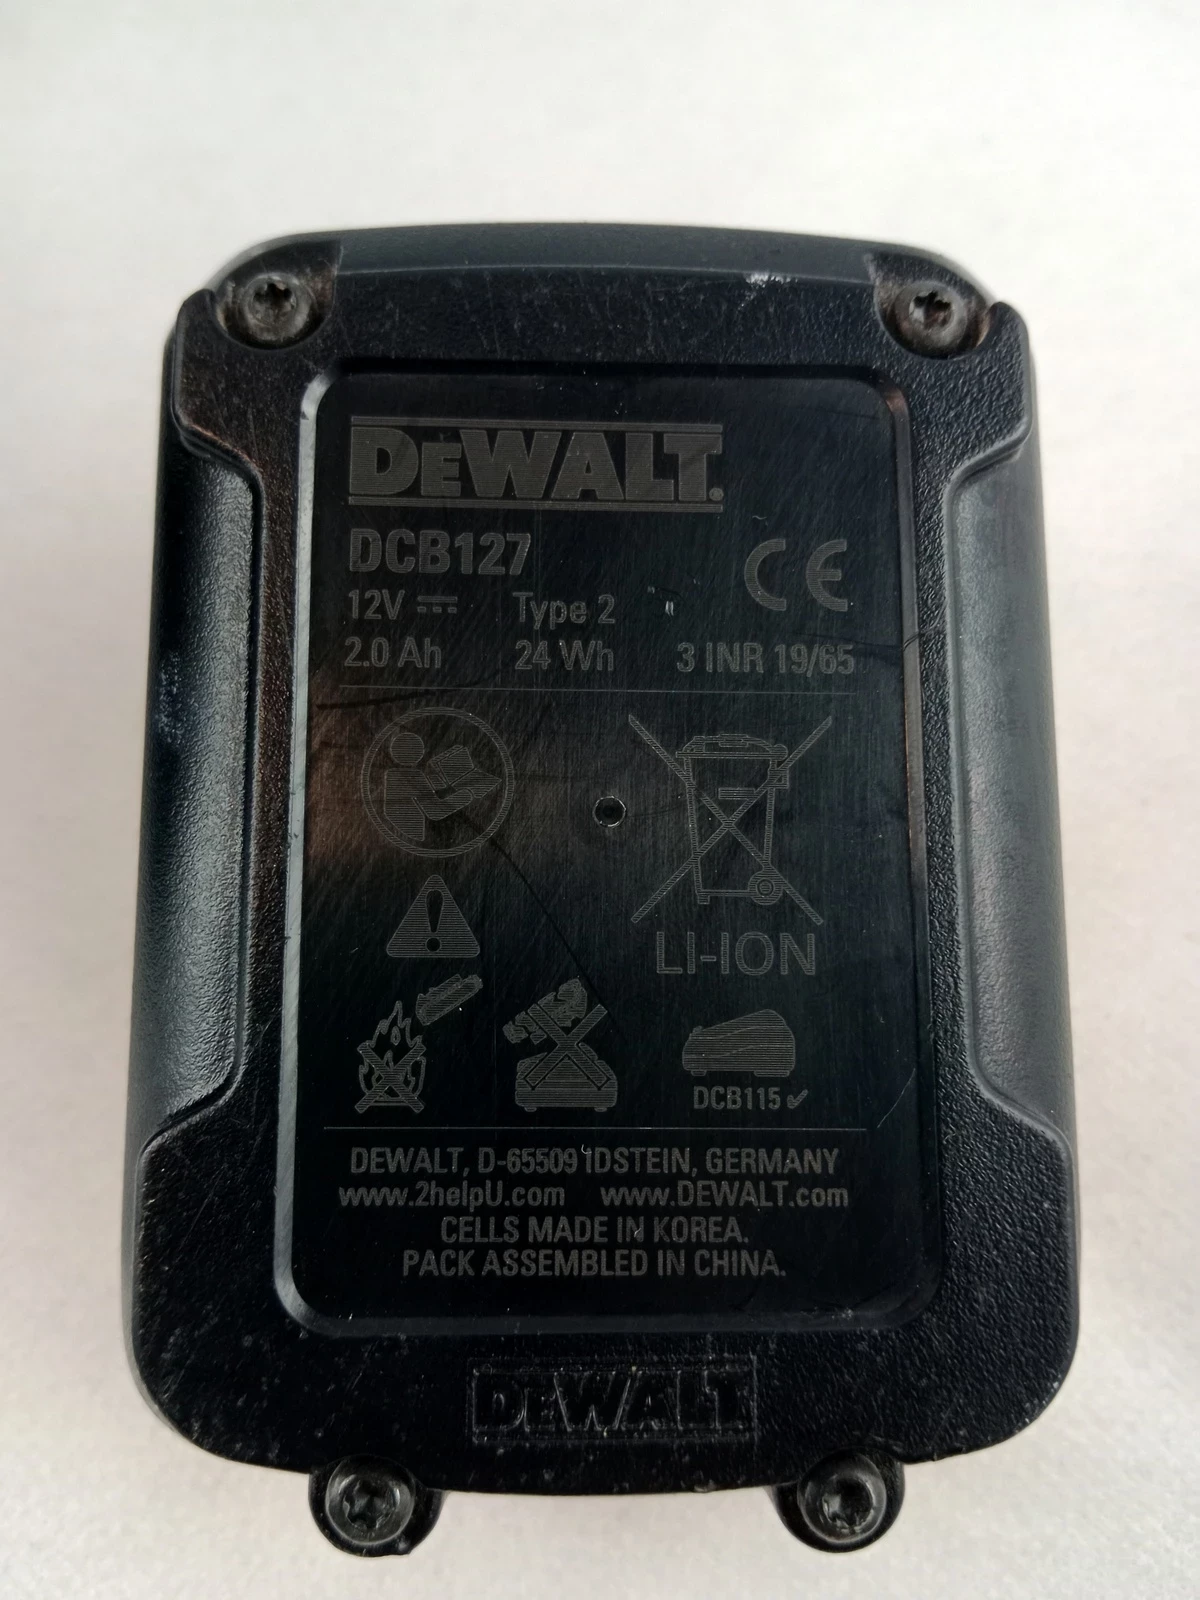 DEWALT®
DCB127
CE
12V Type 2
2.0 Ah 24 Wh 3 INR 19/65
LI-ION
DCB115 ✓
DEWALT, D-65509 IDSTEIN, GERMANY
www.2helpU.com www.DEWALT.com
CELLS MADE IN KOREA.
PACK ASSEMBLED IN CHINA.
DEWALT